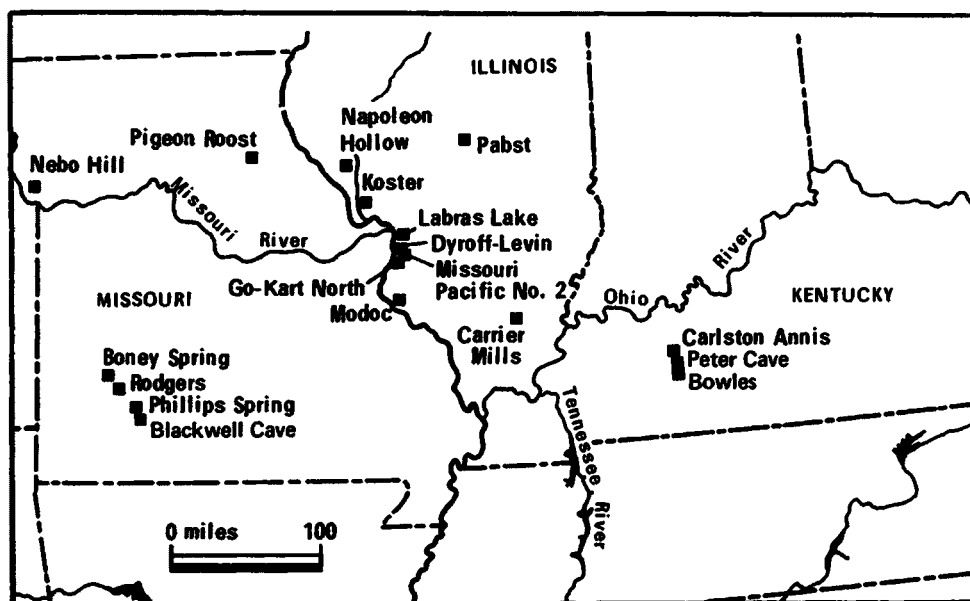 ILLINOIS
Napoleon
Hollow
Pigeon Roost
Pabst
Nebo Hill
Koster
Missouri
River
Labras Lake
Dyroff-Levin
Missouri
Pacific No. 2
Go-Kart North
Modoc
MISSOURI
River
Ohio
KENTUCKY
Carrier
Mills
Carlston Annis
Peter Cave
Bowles
Boney Spring
Rodgers
Phillips Spring
Blackwell Cave
Tennessee
River
0 miles 100